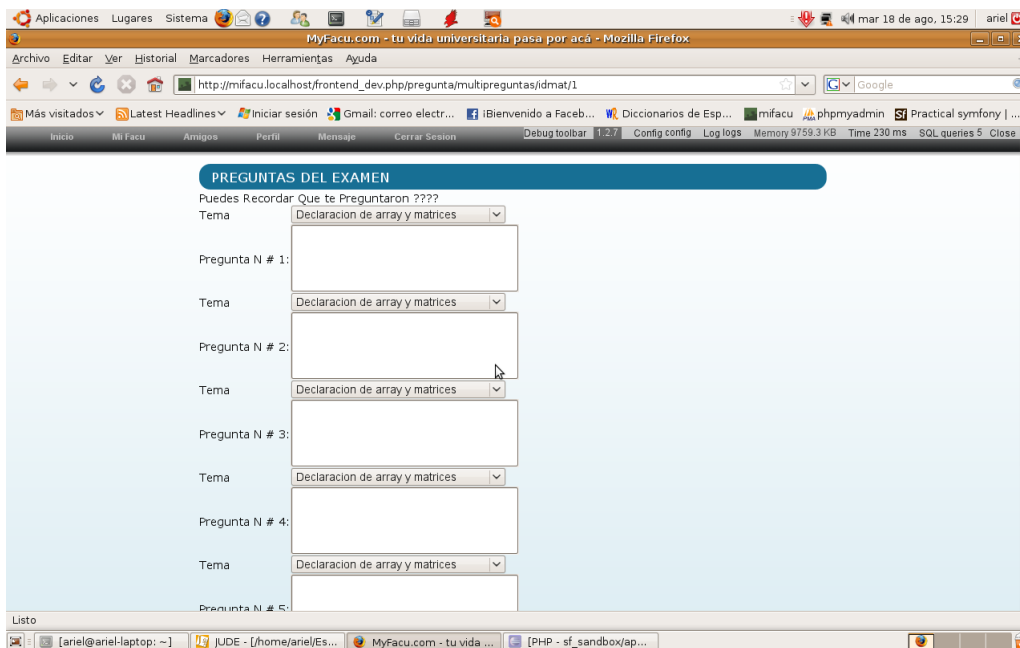 Aplicaciones Lugares Sistema mar 18 de ago, 15:29 ariel
MyFacu.com - tu vida universitaria pasa por acá - Mozilla Firefox
Archivo Editar Ver Historial Marcadores Herramientas Ayuda
http://mifacu.localhost/frontend_dev.php/pregunta/multipreguntas/idmat/1 G Google
Más visitados Latest Headlines Iniciar sesión Gmail: correo electr... ¡Bienvenido a Faceb... Diccionarios de Esp... mifacu phpmyadmin Practical symfony | ...
Inicio Mi Facu Amigos Perfil Mensaje Cerrar Sesion Debug toolbar 1.2.7 Config config Log logs Memory 9759.3 KB Time 230 ms SQL queries 5 Close
PREGUNTAS DEL EXAMEN
Puedes Recordar Que te Preguntaron ????
Tema Declaracion de array y matrices
Pregunta N # 1:
Tema Declaracion de array y matrices
Pregunta N # 2:
Tema Declaracion de array y matrices
Pregunta N # 3:
Tema Declaracion de array y matrices
Pregunta N # 4:
Tema Declaracion de array y matrices
Pregunta N # 5:
Listo
[ariel@ariel-laptop: ~] JUDE - [/home/ariel/Es... MyFacu.com - tu vida ... [PHP - sf_sandbox/ap...